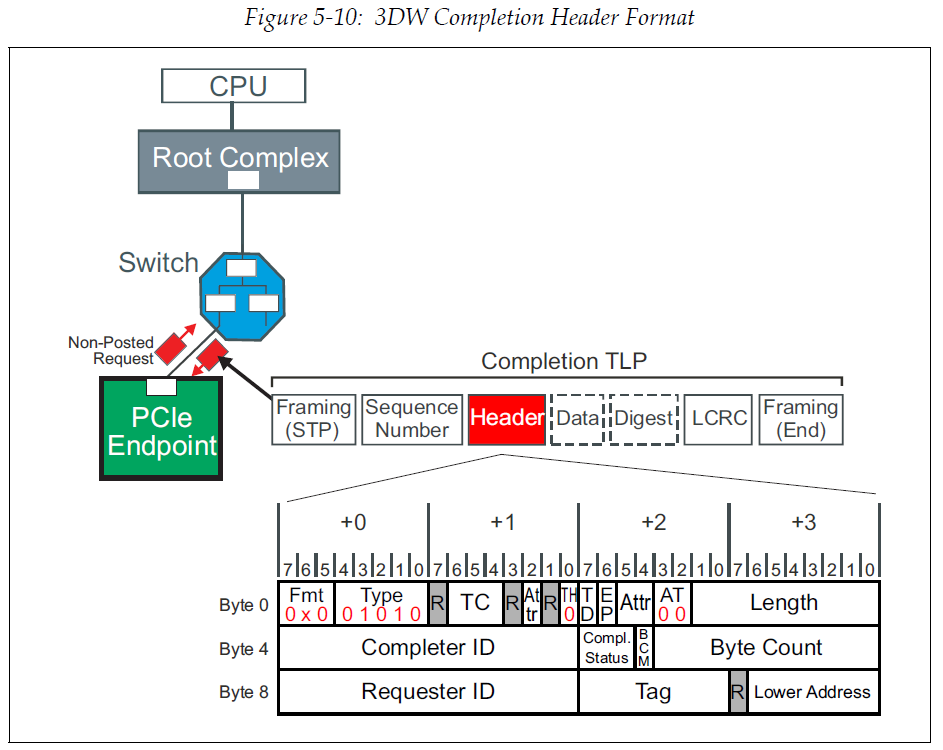 Figure 5-10: 3DW Completion Header Format
CPU
Root Complex
Switch
Non-Posted
Request
PCIe
Endpoint
Completion TLP
Framing
(STP)
Sequence
Number
Header
Data
Digest
LCRC
Framing
(End)
+0 +1 +2 +3
7 6 5 4 3 2 1 0 7 6 5 4 3 2 1 0 7 6 5 4 3 2 1 0 7 6 5 4 3 2 1 0
Byte 0
Fmt
0 x 0
Type
0 1 0 1 0
R
TC
R
At
tr
R
TH
0
T
D
E
P
Attr
AT
0 0
Length
Byte 4
Completer ID
Compl.
Status
B
C
M
Byte Count
Byte 8
Requester ID
Tag
R
Lower Address